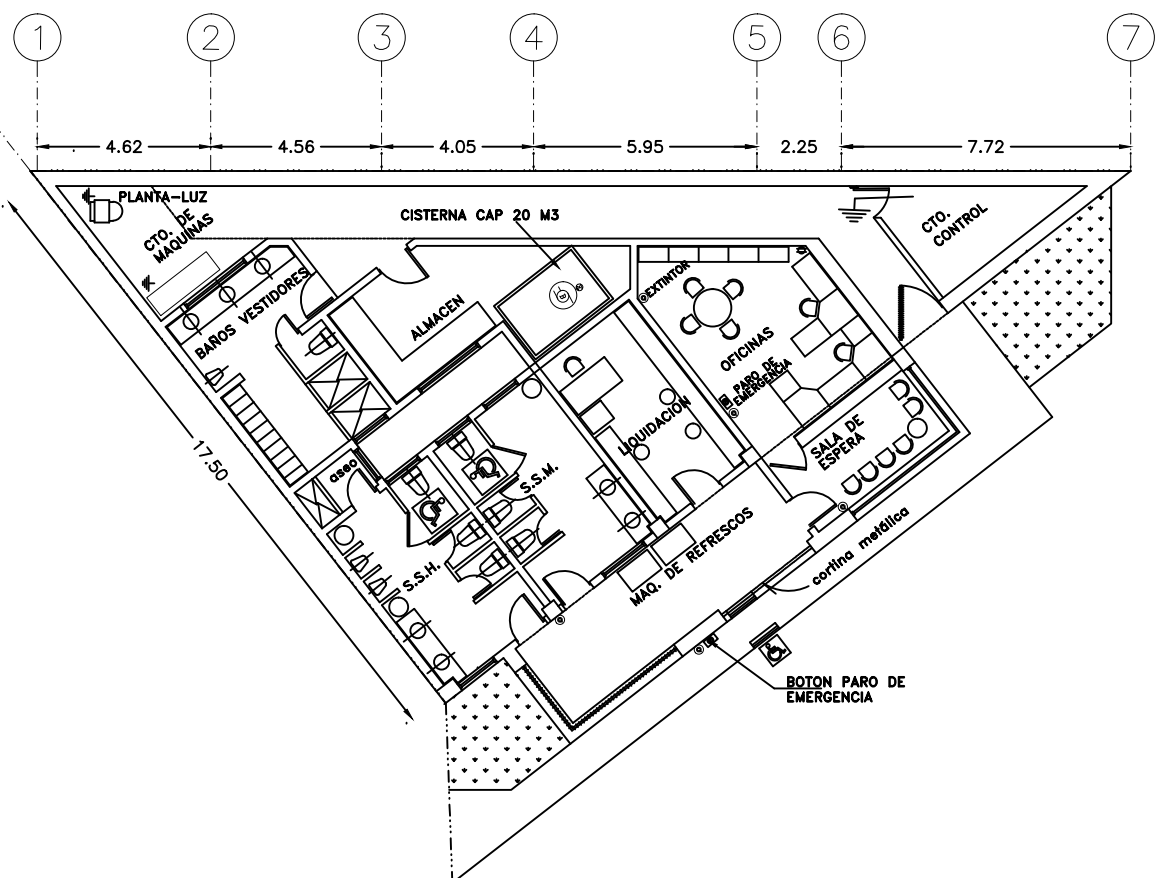 1 2 3 4 5 6 7
4.62 4.56 4.05 5.95 2.25 7.72
PLANTA-LUZ
CTO. DE
MAQUINAS
CISTERNA CAP 20 M3
CTO.
CONTROL
BAÑOS VESTIDORES
ALMACEN
EXTINTOR
OFICINAS
PARO DE
EMERGENCIA
LIQUIDACION
SALA DE
ESPERA
17.50
aseo
S.S.M.
S.S.H.
MAQ. DE REFRESCOS
cortina metálica
BOTON PARO DE
EMERGENCIA